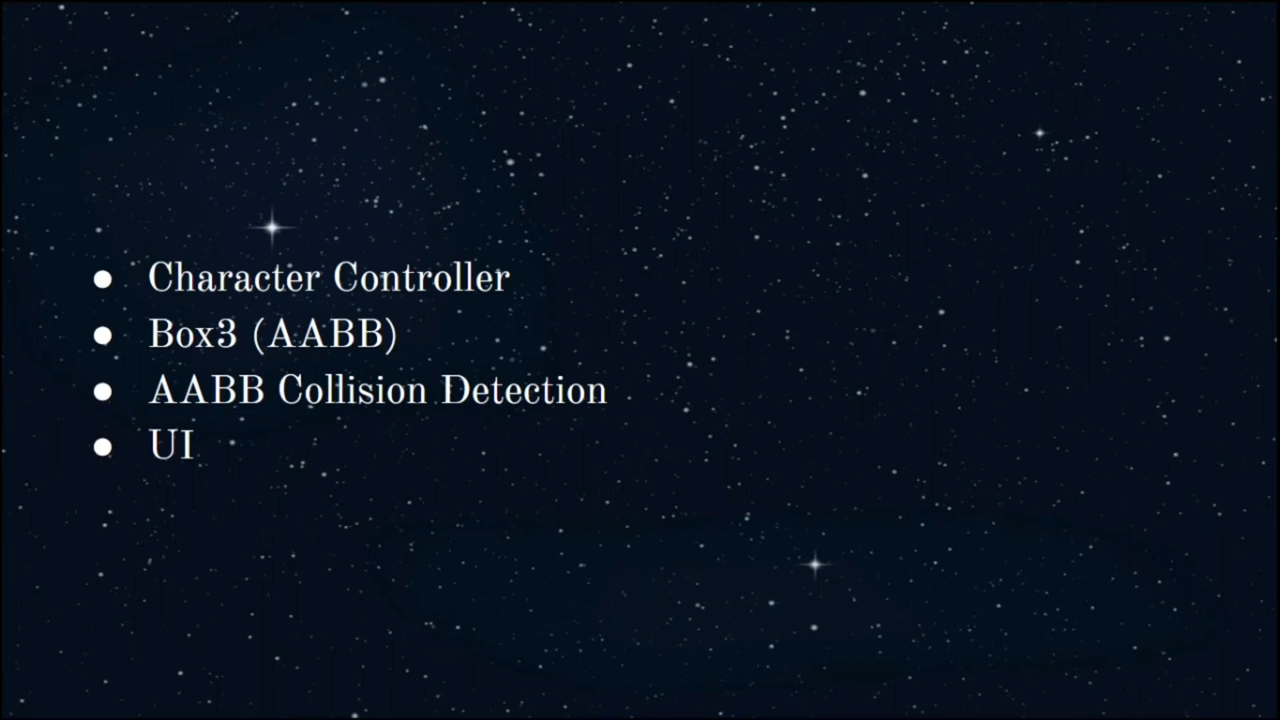 ● Character Controller
● Box3 (AABB)
● AABB Collision Detection
● UI